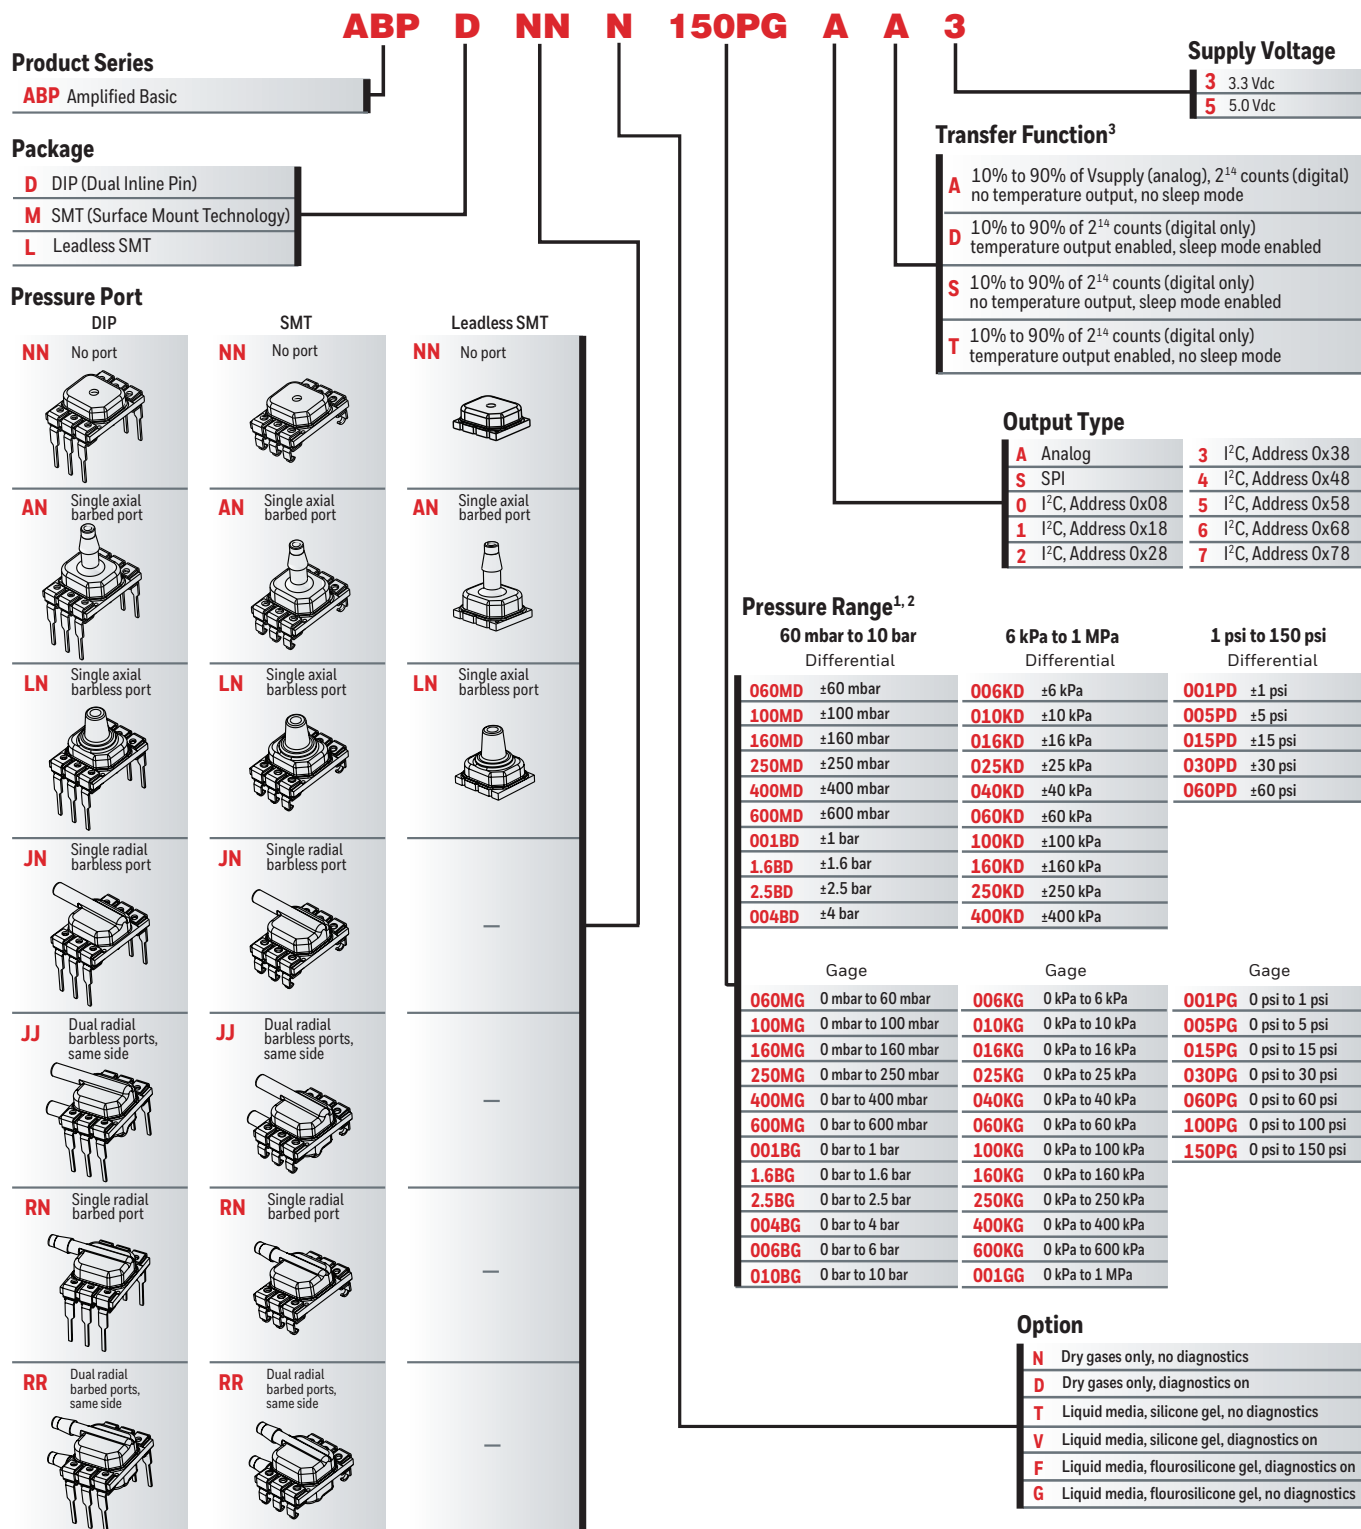 ABP D NN N 150PG A A 3
Product Series
ABP Amplified Basic
Package
D DIP (Dual Inline Pin)
M SMT (Surface Mount Technology)
L Leadless SMT
Pressure Port
DIP SMT Leadless SMT
NN No port NN No port NN No port
AN Single axial barbed port AN Single axial barbed port AN Single axial barbed port
LN Single axial barbless port LN Single axial barbless port LN Single axial barbless port
JN Single radial barbless port JN Single radial barbless port –
JJ Dual radial barbless ports, same side JJ Dual radial barbless ports, same side –
RN Single radial barbed port RN Single radial barbed port –
RR Dual radial barbed ports, same side RR Dual radial barbed ports, same side –
Supply Voltage
3 3.3 Vdc
5 5.0 Vdc
Transfer Function³
A 10% to 90% of Vsupply (analog), 2¹⁴ counts (digital)
no temperature output, no sleep mode
D 10% to 90% of 2¹⁴ counts (digital only)
temperature output enabled, sleep mode enabled
S 10% to 90% of 2¹⁴ counts (digital only)
no temperature output, sleep mode enabled
T 10% to 90% of 2¹⁴ counts (digital only)
temperature output enabled, no sleep mode
Output Type
A Analog 3 I²C, Address 0x38
S SPI 4 I²C, Address 0x48
0 I²C, Address 0x08 5 I²C, Address 0x58
1 I²C, Address 0x18 6 I²C, Address 0x68
2 I²C, Address 0x28 7 I²C, Address 0x78
Pressure Range¹, ²
60 mbar to 10 bar 6 kPa to 1 MPa 1 psi to 150 psi
Differential Differential Differential
060MD ±60 mbar 006KD ±6 kPa 001PD ±1 psi
100MD ±100 mbar 010KD ±10 kPa 005PD ±5 psi
160MD ±160 mbar 016KD ±16 kPa 015PD ±15 psi
250MD ±250 mbar 025KD ±25 kPa 030PD ±30 psi
400MD ±400 mbar 040KD ±40 kPa 060PD ±60 psi
600MD ±600 mbar 060KD ±60 kPa
001BD ±1 bar 100KD ±100 kPa
1.6BD ±1.6 bar 160KD ±160 kPa
2.5BD ±2.5 bar 250KD ±250 kPa
004BD ±4 bar 400KD ±400 kPa
Gage Gage Gage
060MG 0 mbar to 60 mbar 006KG 0 kPa to 6 kPa 001PG 0 psi to 1 psi
100MG 0 mbar to 100 mbar 010KG 0 kPa to 10 kPa 005PG 0 psi to 5 psi
160MG 0 mbar to 160 mbar 016KG 0 kPa to 16 kPa 015PG 0 psi to 15 psi
250MG 0 mbar to 250 mbar 025KG 0 kPa to 25 kPa 030PG 0 psi to 30 psi
400MG 0 bar to 400 mbar 040KG 0 kPa to 40 kPa 060PG 0 psi to 60 psi
600MG 0 bar to 600 mbar 060KG 0 kPa to 60 kPa 100PG 0 psi to 100 psi
001BG 0 bar to 1 bar 100KG 0 kPa to 100 kPa 150PG 0 psi to 150 psi
1.6BG 0 bar to 1.6 bar 160KG 0 kPa to 160 kPa
2.5BG 0 bar to 2.5 bar 250KG 0 kPa to 250 kPa
004BG 0 bar to 4 bar 400KG 0 kPa to 400 kPa
006BG 0 bar to 6 bar 600KG 0 kPa to 600 kPa
010BG 0 bar to 10 bar 001GG 0 kPa to 1 MPa
Option
N Dry gases only, no diagnostics
D Dry gases only, diagnostics on
T Liquid media, silicone gel, no diagnostics
V Liquid media, silicone gel, diagnostics on
F Liquid media, flourosilicone gel, diagnostics on
G Liquid media, flourosilicone gel, no diagnostics